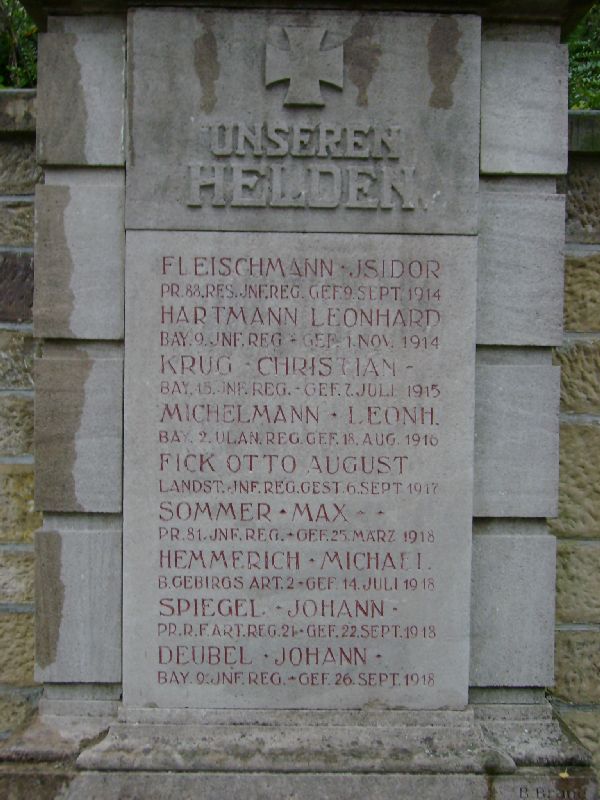 UNSEREN
HELDEN
FLEISCHMANN · JSIDOR
PR. 88. RES. JNF. REG. GEF. 9. SEPT. 1914
HARTMANN LEONHARD
BAY. 9. JNF. REG · GEF. 1. NOV. 1914
KRUG · CHRISTIAN ·
BAY. 15. JNF. REG. · GEF. 7. JULI 1915
MICHELMANN · LEONH.
BAY. 2. ULAN. REG. GEF. 18. AUG. 1916
FICK OTTO AUGUST
LANDST. JNF. REG. GEST. 6. SEPT. 1917
SOMMER · MAX · ·
PR. 81. JNF. REG. · GEF. 25. MÄRZ 1918
HEMMERICH · MICHAEL
B. GEBIRGS ART. 2 · GEF. 14. JULI 1918
SPIEGEL · JOHANN ·
PR. R. F. ART. REG. 21 · GEF. 22. SEPT. 1918
DEUBEL · JOHANN ·
BAY. 9. JNF. REG. · GEF. 26. SEPT. 1918